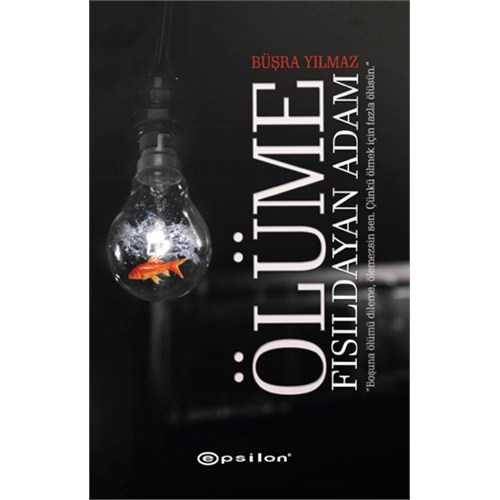 BÜŞRA YILMAZ
ÖLÜME
FISILDAYAN ADAM
"Boşuna ölümü dileme, ölemezsin sen. Çünkü ölmek için fazla ölüsün."
epsilon®